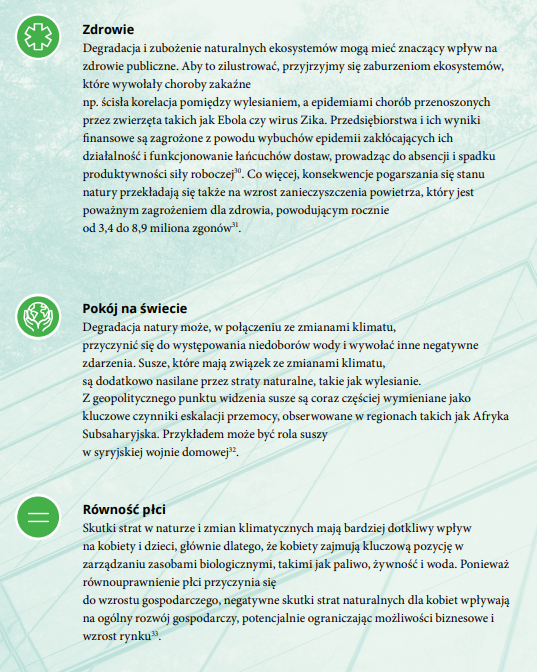 Zdrowie
Degradacja i zubożenie naturalnych ekosystemów mogą mieć znaczący wpływ na
zdrowie publiczne. Aby to zilustrować, przyjrzyjmy się zaburzeniom ekosystemów,
które wywołały choroby zakaźne
np. ścisła korelacja pomiędzy wylesianiem, a epidemiami chorób przenoszonych
przez zwierzęta takich jak Ebola czy wirus Zika. Przedsiębiorstwa i ich wyniki
finansowe są zagrożone z powodu wybuchów epidemii zakłócających ich
działalność i funkcjonowanie łańcuchów dostaw, prowadząc do absencji i spadku
produktywności siły roboczej³⁰. Co więcej, konsekwencje pogarszania się stanu
natury przekładają się także na wzrost zanieczyszczenia powietrza, który jest
poważnym zagrożeniem dla zdrowia, powodującym rocznie
od 3,4 do 8,9 miliona zgonów³¹.
Pokój na świecie
Degradacja natury może, w połączeniu ze zmianami klimatu,
przyczynić się do występowania niedoborów wody i wywołać inne negatywne
zdarzenia. Susze, które mają związek ze zmianami klimatu,
są dodatkowo nasilane przez straty naturalne, takie jak wylesianie.
Z geopolitycznego punktu widzenia susze są coraz częściej wymieniane jako
kluczowe czynniki eskalacji przemocy, obserwowane w regionach takich jak Afryka
Subsaharyjska. Przykładem może być rola suszy
w syryjskiej wojnie domowej³².
Równość płci
Skutki strat w naturze i zmian klimatycznych mają bardziej dotkliwy wpływ
na kobiety i dzieci, głównie dlatego, że kobiety zajmują kluczową pozycję w
zarządzaniu zasobami biologicznymi, takimi jak paliwo, żywność i woda. Ponieważ
równouprawnienie płci przyczynia się
do wzrostu gospodarczego, negatywne skutki strat naturalnych dla kobiet wpływają
na ogólny rozwój gospodarczy, potencjalnie ograniczając możliwości biznesowe i
wzrost rynku³³.